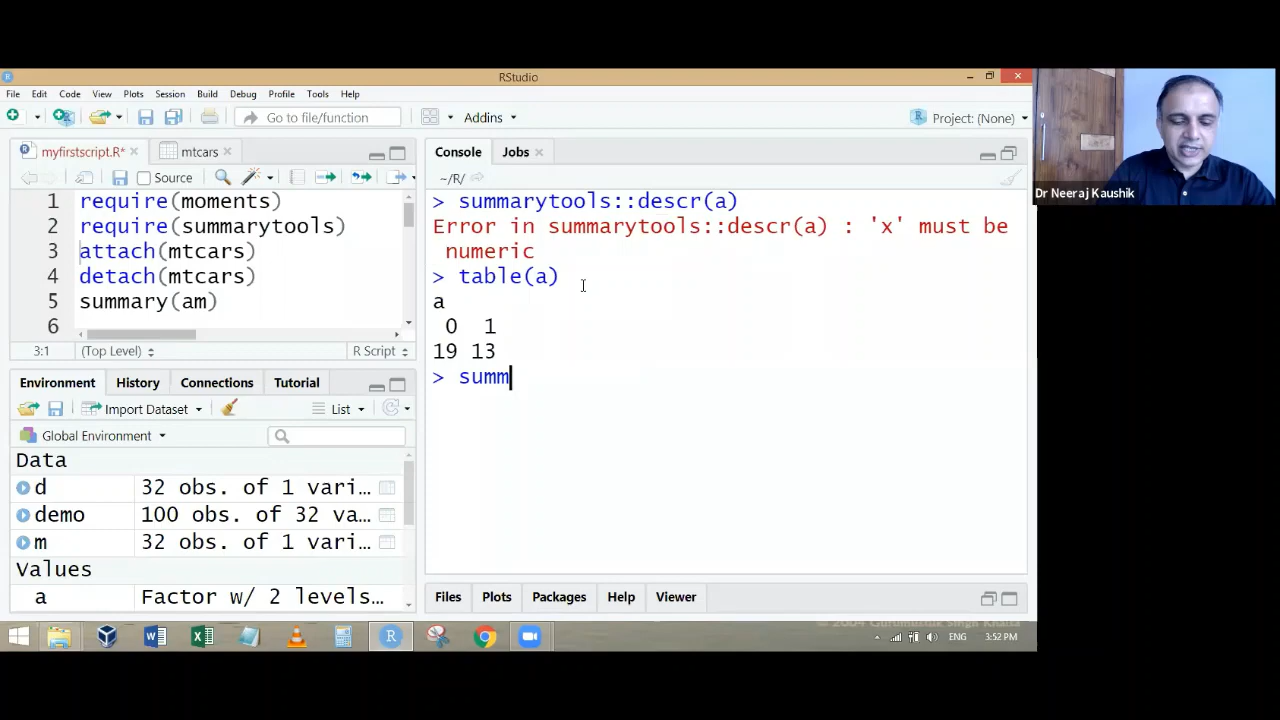 RStudio
File Edit Code View Plots Session Build Debug Profile Tools Help
Go to file/function Addins Project: (None)
myfirstscript.R* mtcars
Source
1 require(moments)
2 require(summarytools)
3 attach(mtcars)
4 detach(mtcars)
5 summary(am)
6
3:1 (Top Level) R Script
Environment History Connections Tutorial
Import Dataset List
Global Environment
Data
d 32 obs. of 1 vari…
demo 100 obs. of 32 va…
m 32 obs. of 1 vari…
Values
a Factor w/ 2 levels…
Console Jobs
~/R/
> summarytools::descr(a)
Error in summarytools::descr(a) : 'x' must be
numeric
> table(a)
a
0 1
19 13
> summ
Files Plots Packages Help Viewer
Dr Neeraj Kaushik
ENG 3:52 PM